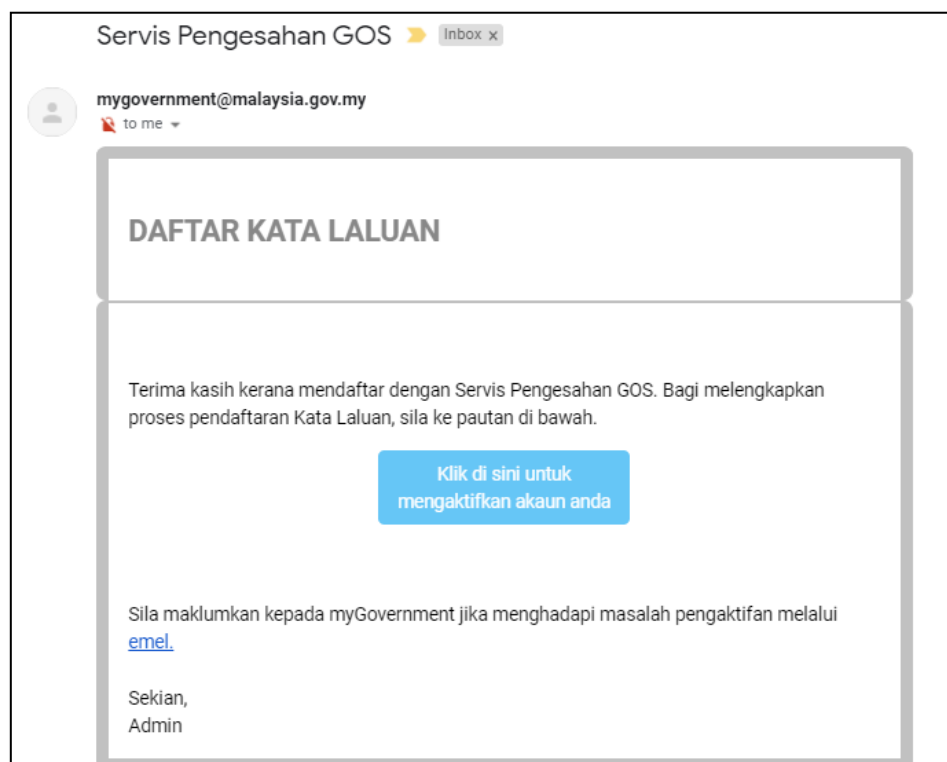 Servis Pengesahan GOS Inbox x
mygovernment@malaysia.gov.my
to me
DAFTAR KATA LALUAN
Terima kasih kerana mendaftar dengan Servis Pengesahan GOS. Bagi melengkapkan
proses pendaftaran Kata Laluan, sila ke pautan di bawah.
Klik di sini untuk
mengaktifkan akaun anda
Sila maklumkan kepada myGovernment jika menghadapi masalah pengaktifan melalui
emel.
Sekian,
Admin